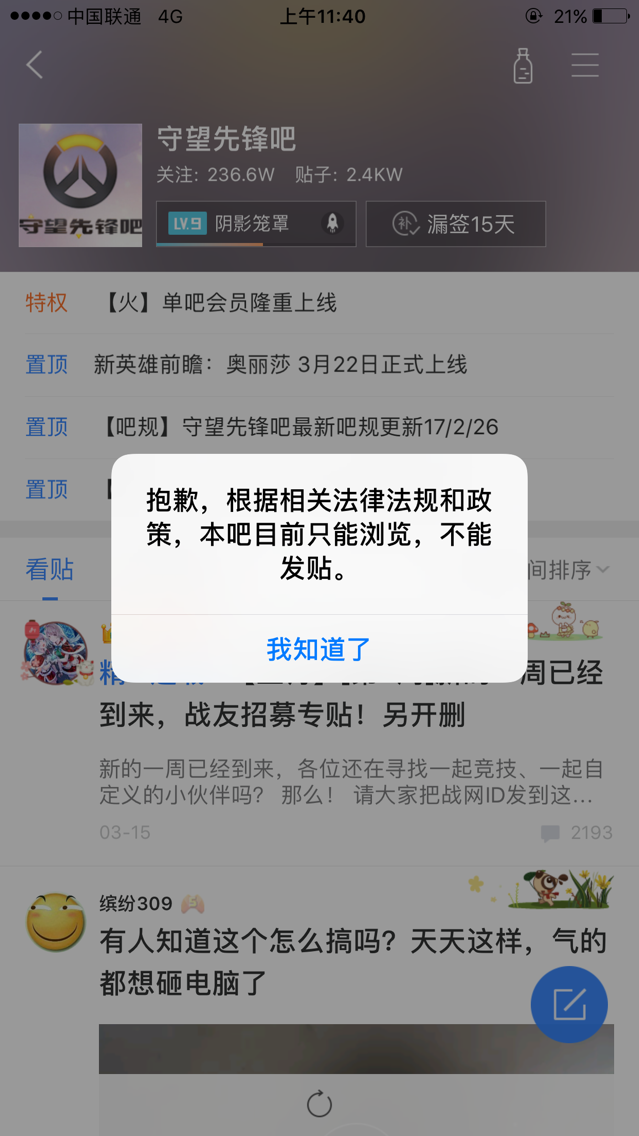 中国联通 4G 上午11:40 21%
守望先锋吧
关注: 236.6W 贴子: 2.4KW
守望先锋吧
LV.9 阴影笼罩 补 漏签15天
特权 【火】单吧会员隆重上线
置顶 新英雄前瞻：奥丽莎 3月22日正式上线
置顶 【吧规】守望先锋吧最新吧规更新17/2/26
置顶 【
抱歉，根据相关法律法规和政
策，本吧目前只能浏览，不能
发贴。
我知道了
看贴 间排序
周已经
到来，战友招募专贴！另开删
新的一周已经到来，各位还在寻找一起竞技、一起自
定义的小伙伴吗？ 那么！ 请大家把战网ID发到这...
03-15 2193
缤纷309
有人知道这个怎么搞吗？天天这样，气的
都想砸电脑了